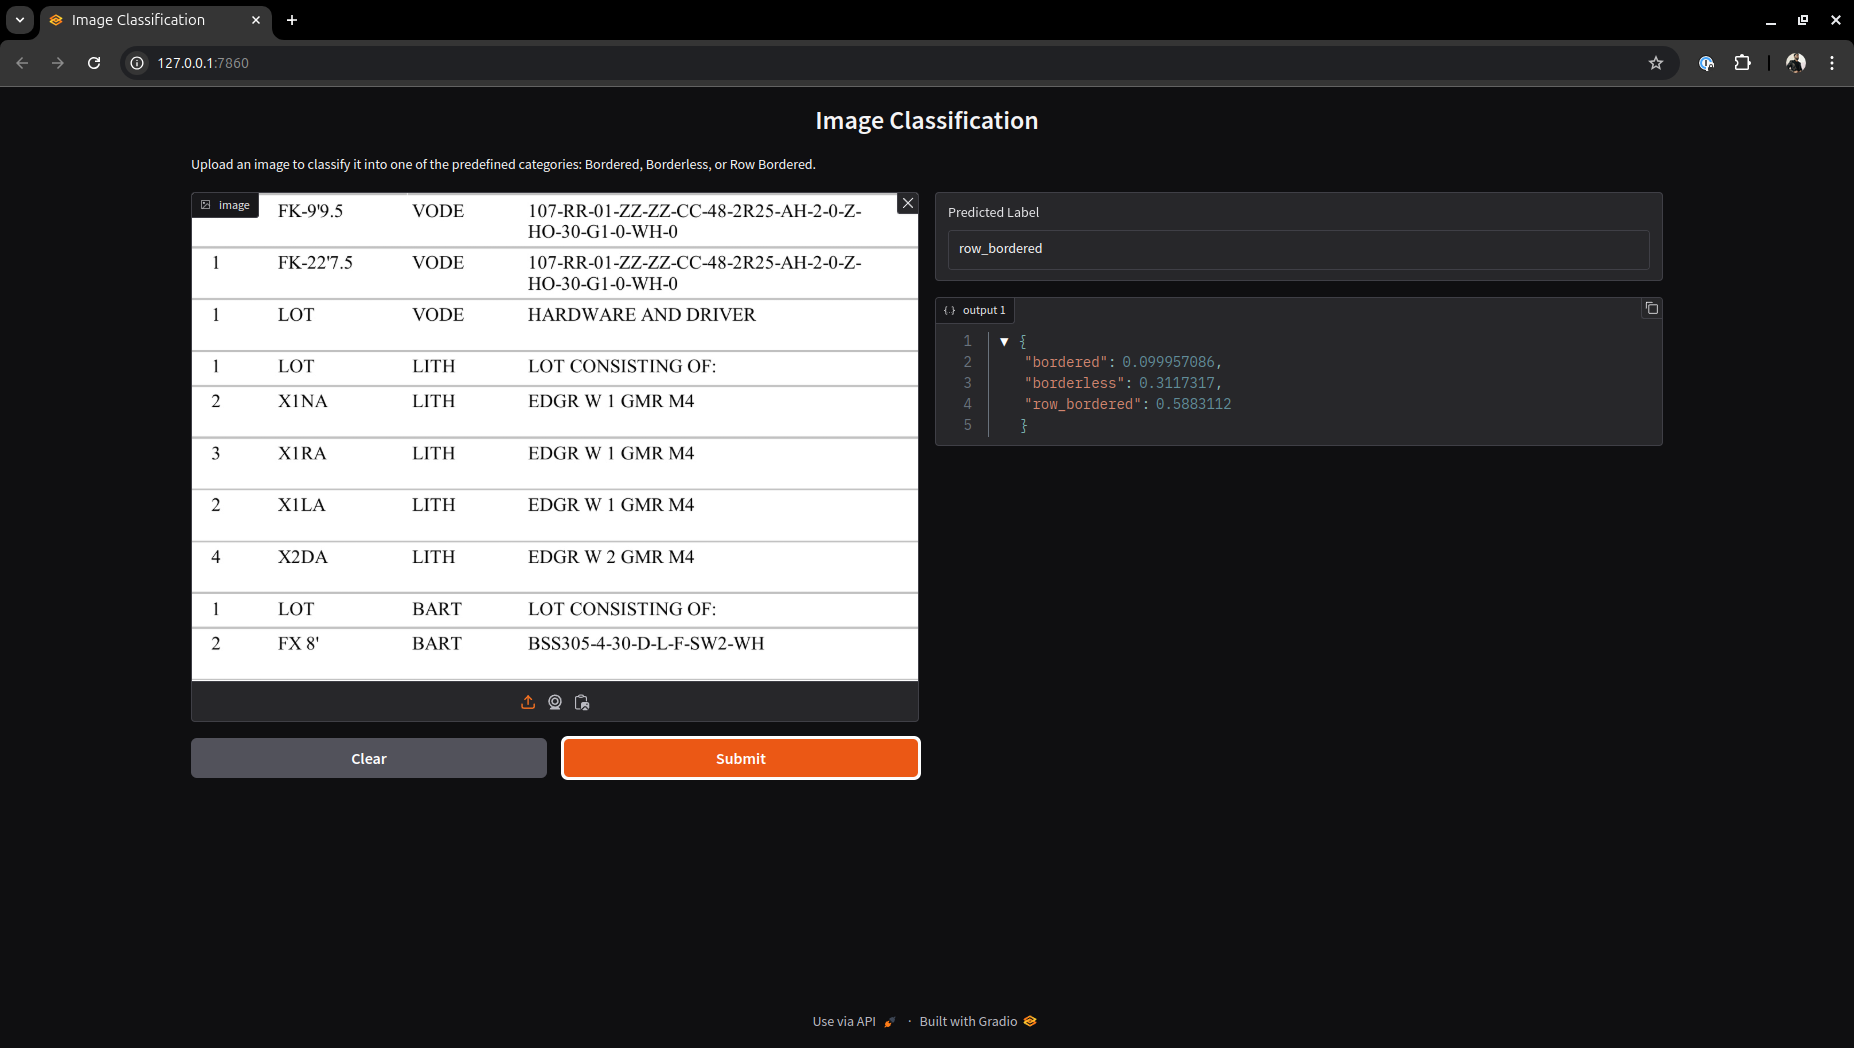 Image Classification
127.0.0.1:7860
Image Classification
Upload an image to classify it into one of the predefined categories: Bordered, Borderless, or Row Bordered.
image
FK-9'9.5 VODE 107-RR-01-ZZ-ZZ-CC-48-2R25-AH-2-0-Z-
HO-30-G1-0-WH-0
1 FK-22'7.5 VODE 107-RR-01-ZZ-ZZ-CC-48-2R25-AH-2-0-Z-
HO-30-G1-0-WH-0
1 LOT VODE HARDWARE AND DRIVER
1 LOT LITH LOT CONSISTING OF:
2 X1NA LITH EDGR W 1 GMR M4
3 X1RA LITH EDGR W 1 GMR M4
2 X1LA LITH EDGR W 1 GMR M4
4 X2DA LITH EDGR W 2 GMR M4
1 LOT BART LOT CONSISTING OF:
2 FX 8' BART BSS305-4-30-D-L-F-SW2-WH
Clear
Submit
Predicted Label
row_bordered
{·} output 1
1 ▼ {
2 "bordered": 0.099957086,
3 "borderless": 0.3117317,
4 "row_bordered": 0.5883112
5 }
Use via API · Built with Gradio